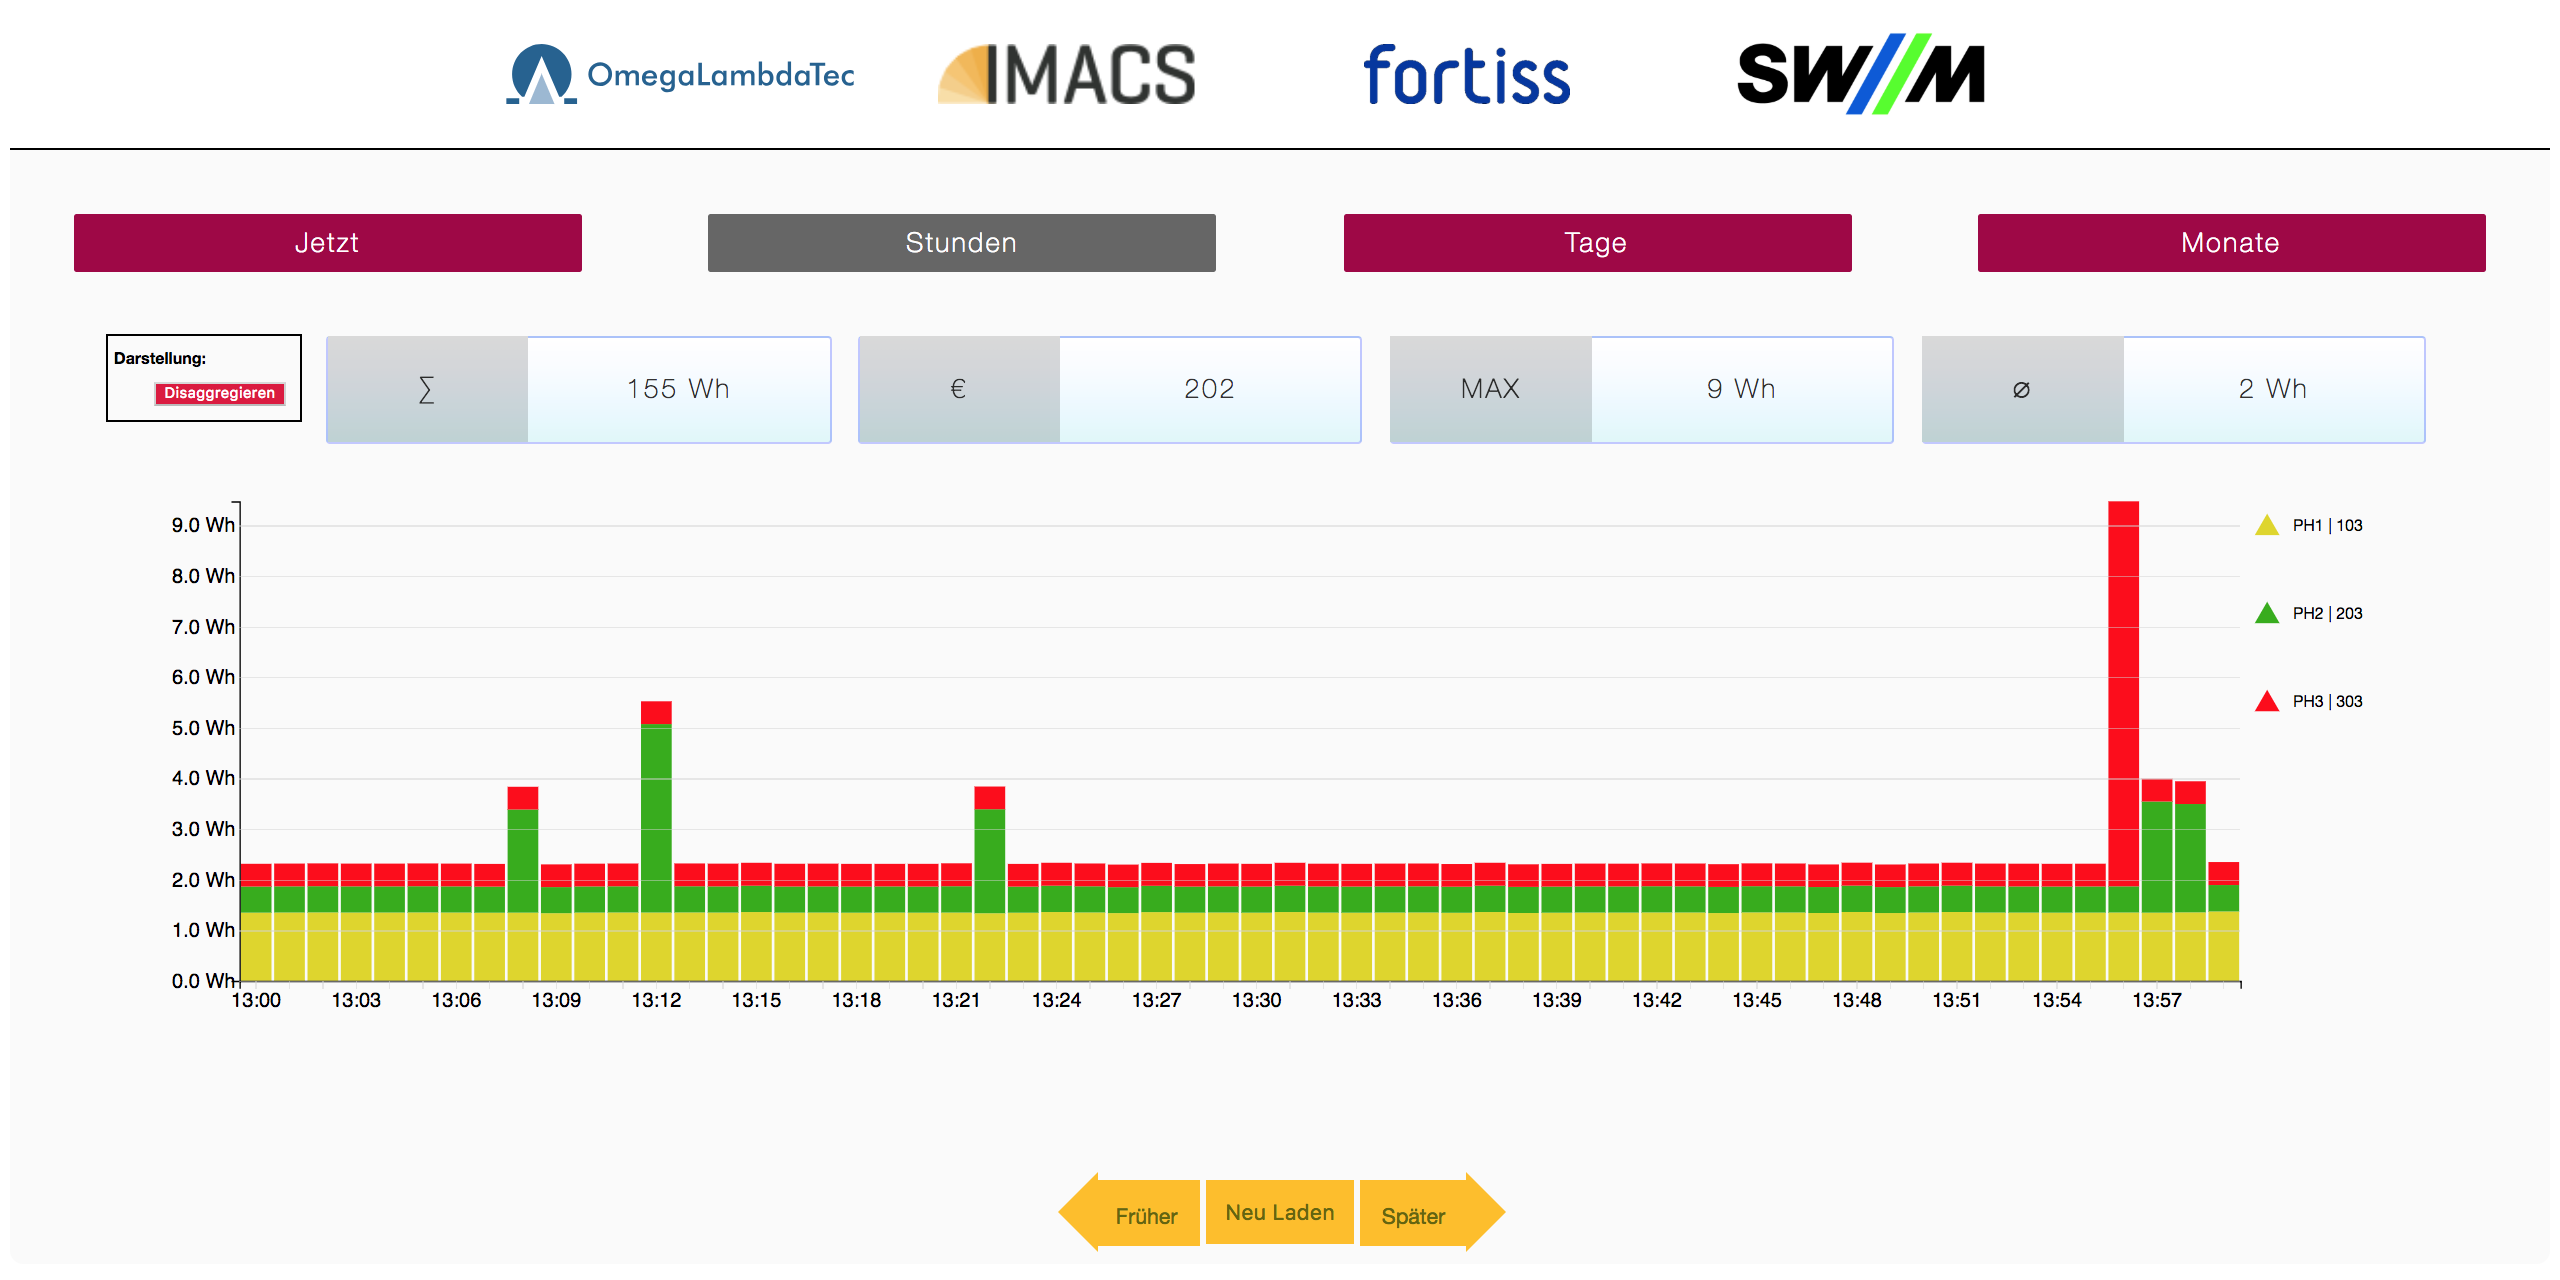 OmegaLambdaTec
IMACS
fortiss
SW//M
Jetzt
Stunden
Tage
Monate
Darstellung:
Disaggregieren
∑
155 Wh
€
202
MAX
9 Wh
⌀
2 Wh
9.0 Wh
8.0 Wh
7.0 Wh
6.0 Wh
5.0 Wh
4.0 Wh
3.0 Wh
2.0 Wh
1.0 Wh
0.0 Wh
13:00 13:03 13:06 13:09 13:12 13:15 13:18 13:21 13:24 13:27 13:30 13:33 13:36 13:39 13:42 13:45 13:48 13:51 13:54 13:57
PH1 | 103
PH2 | 203
PH3 | 303
Früher
Neu Laden
Später